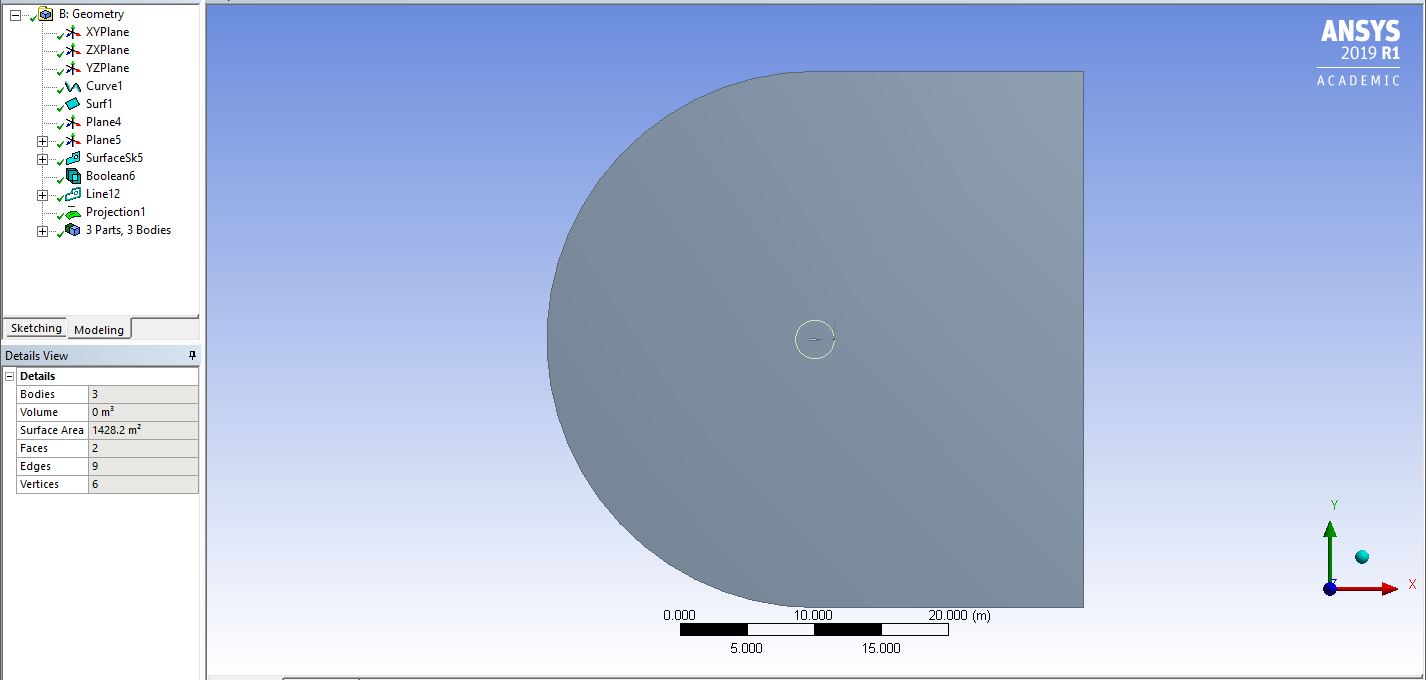 B: Geometry
XYPlane
ZXPlane
YZPlane
Curve1
Surf1
Plane4
Plane5
SurfaceSk5
Boolean6
Line12
Projection1
3 Parts, 3 Bodies
Sketching Modeling
Details View
Details
Bodies 3
Volume 0 m³
Surface Area 1428.2 m²
Faces 2
Edges 9
Vertices 6
ANSYS
2019 R1
ACADEMIC
0.000 10.000 20.000 (m)
5.000 15.000
Y
Z
X